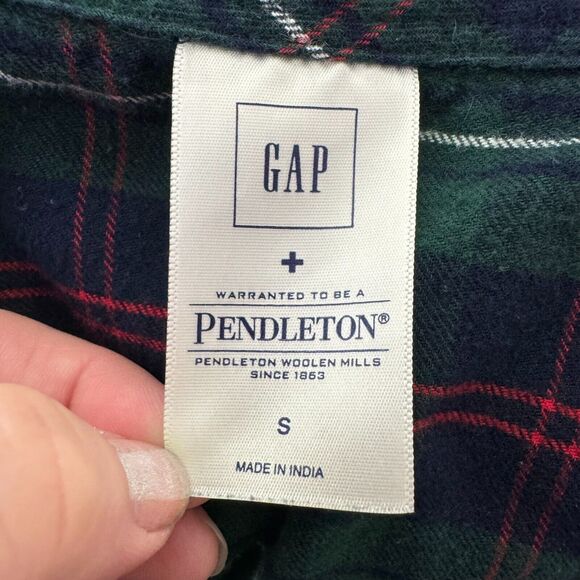 GAP
+
WARRANTED TO BE A
PENDLETON®
PENDLETON WOOLEN MILLS
SINCE 1863
S
MADE IN INDIA